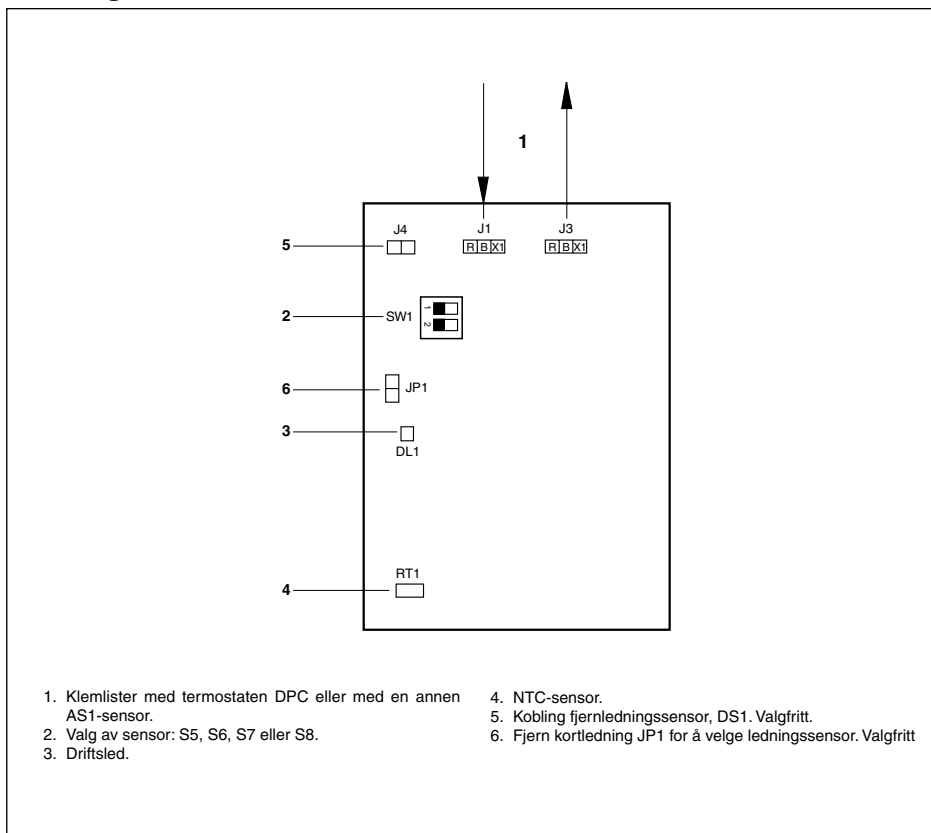 1
J4 J1 J3
5 R B X1 R B X1
1
2 SW1
2
6 JP1
3
DL1
RT1
4
1. Klemlister med termostaten DPC eller med en annen
AS1-sensor.
2. Valg av sensor: S5, S6, S7 eller S8.
3. Driftsled.
4. NTC-sensor.
5. Kobling fjernledningssensor, DS1. Valgfritt.
6. Fjern kortledning JP1 for å velge ledningssensor. Valgfritt